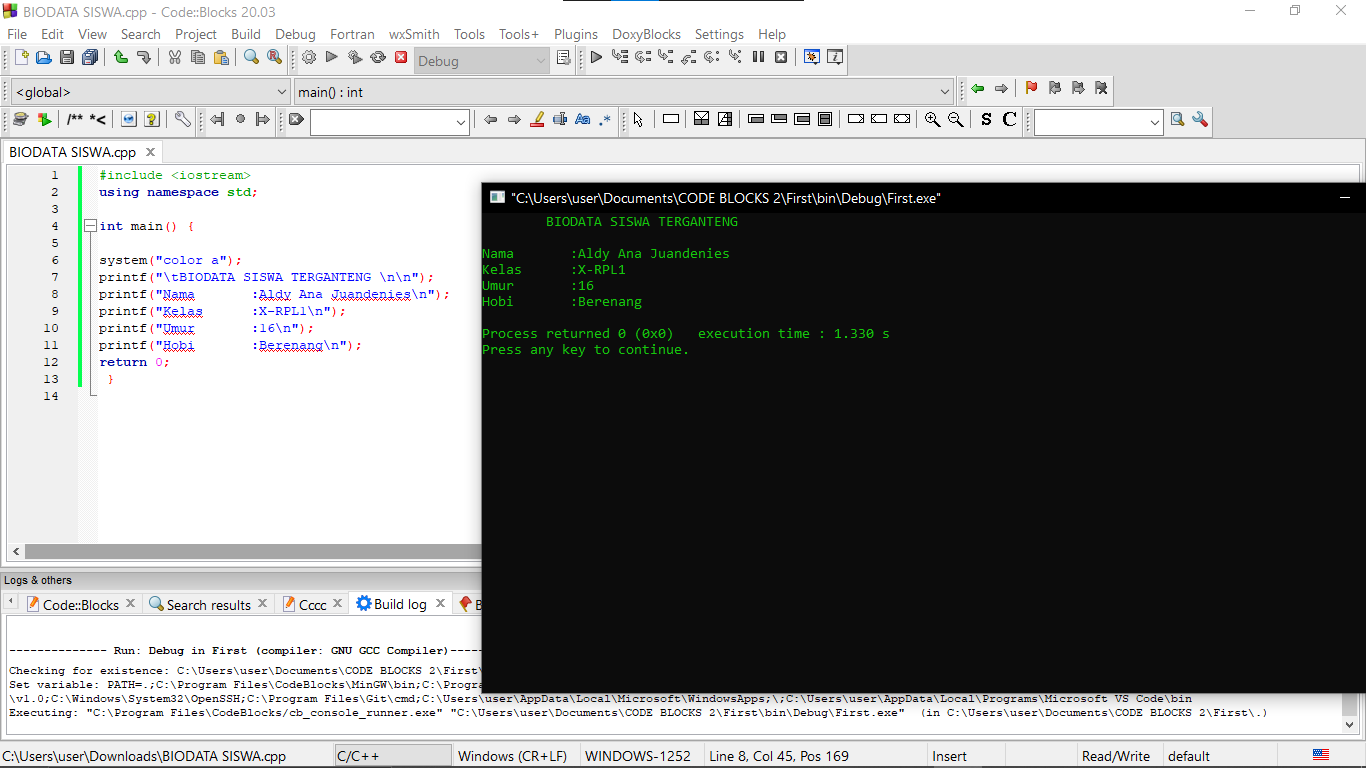 BIODATA SISWA.cpp - Code::Blocks 20.03
File Edit View Search Project Build Debug Fortran wxSmith Tools Tools+ Plugins DoxyBlocks Settings Help
Debug
<global> main() : int
/** *< Aa .* S C
BIODATA SISWA.cpp
1 #include <iostream>
2 using namespace std;
3
4 int main() {
5
6 system("color a");
7 printf("\tBIODATA SISWA TERGANTENG \n\n");
8 printf("Nama       :Aldy Ana Juandenies\n");
9 printf("Kelas      :X-RPL1\n");
10 printf("Umur       :16\n");
11 printf("Hobi       :Berenang\n");
12 return 0;
13 }
14
"C:\Users\user\Documents\CODE BLOCKS 2\First\bin\Debug\First.exe"
BIODATA SISWA TERGANTENG
Nama       :Aldy Ana Juandenies
Kelas      :X-RPL1
Umur       :16
Hobi       :Berenang
Process returned 0 (0x0)   execution time : 1.330 s
Press any key to continue.
Logs & others
Code::Blocks Search results Cccc Build log
-------------- Run: Debug in First (compiler: GNU GCC Compiler)----
Checking for existence: C:\Users\user\Documents\CODE BLOCKS 2\First\
Set variable: PATH=.;C:\Program Files\CodeBlocks\MinGW\bin;C:\Progra
\v1.0;C:\Windows\System32\OpenSSH;C:\Program Files\Git\cmd;C:\Users\user\AppData\Local\Microsoft\WindowsApps;\;C:\Users\user\AppData\Local\Programs\Microsoft VS Code\bin
Executing: "C:\Program Files\CodeBlocks/cb_console_runner.exe" "C:\Users\user\Documents\CODE BLOCKS 2\First\bin\Debug\First.exe"  (in C:\Users\user\Documents\CODE BLOCKS 2\First\.)
C:\Users\user\Downloads\BIODATA SISWA.cpp C/C++ Windows (CR+LF) WINDOWS-1252 Line 8, Col 45, Pos 169 Insert Read/Write default